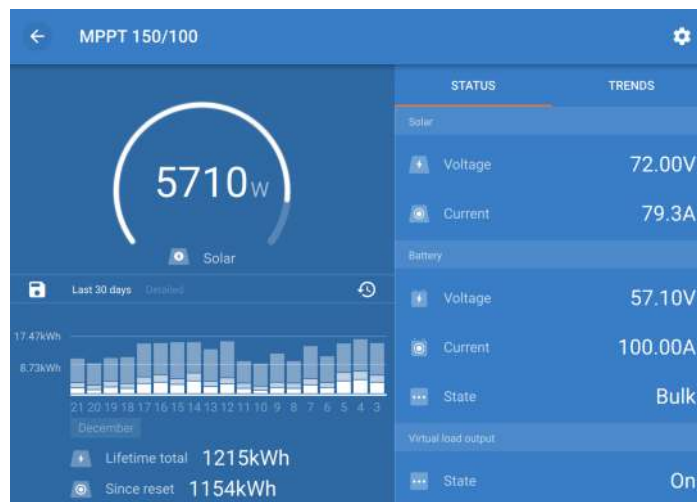 MPPT 150/100
5710W
Solar
Last 30 days Detailed
17.47kWh
8.73kWh
21 20 19 18 17 16 15 14 13 12 11 10 9 8 7 6 5 4 3
December
Lifetime total 1215kWh
Since reset 1154kWh
STATUS TRENDS
Solar
Voltage 72.00V
Current 79.3A
Battery
Voltage 57.10V
Current 100.00A
State Bulk
Virtual load output
State On